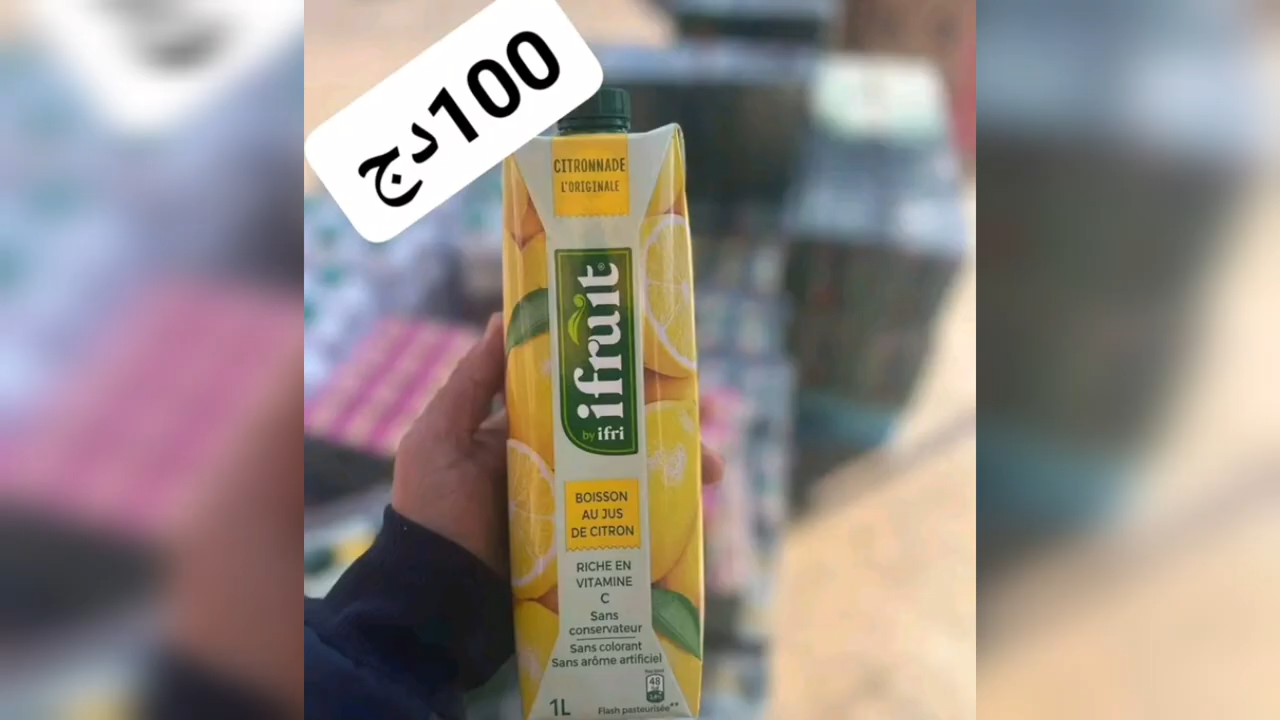 100دج
CITRONNADE
L'ORIGINALE
ifruit®
by ifri
BOISSON
AU JUS
DE CITRON
RICHE EN
VITAMINE
C
Sans
conservateur
Sans colorant
Sans arôme artificiel
48
1L
Flash pasteurisée**